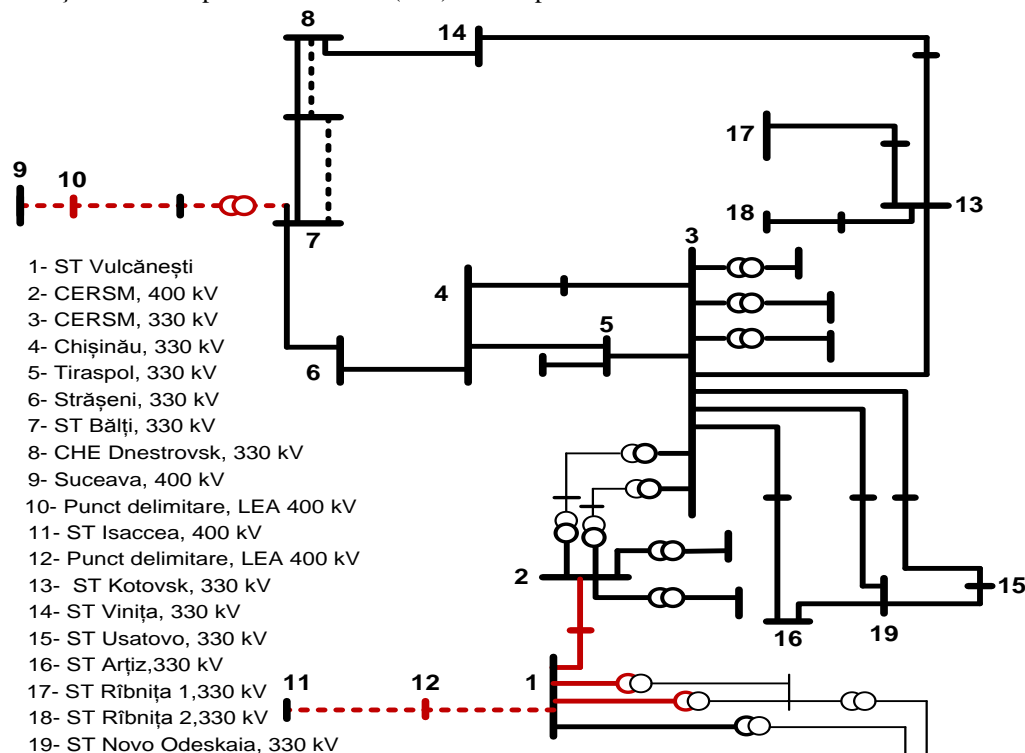 8
14
17
9
10
18
13
7
3
4
5
6
1- ST Vulcănești
2- CERSM, 400 kV
3- CERSM, 330 kV
4- Chișinău, 330 kV
5- Tiraspol, 330 kV
6- Strășeni, 330 kV
7- ST Bălți, 330 kV
8- CHE Dnestrovsk, 330 kV
9- Suceava, 400 kV
10- Punct delimitare, LEA 400 kV
11- ST Isaccea, 400 kV
12- Punct delimitare, LEA 400 kV
13- ST Kotovsk, 330 kV
14- ST Vinița, 330 kV
15- ST Usatovo, 330 kV
16- ST Arțiz,330 kV
17- ST Rîbnița 1,330 kV
18- ST Rîbnița 2,330 kV
19- ST Novo Odeskaia, 330 kV
2
15
16
19
11
12
1